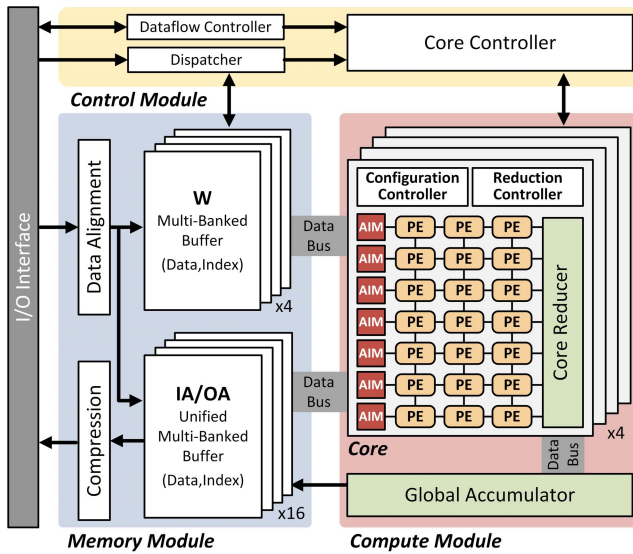 Dataflow Controller
Dispatcher
Core Controller
Control Module
I/O Interface
Data Alignment
W
Multi-Banked
Buffer
(Data,Index)
x4
Data
Bus
Configuration
Controller
Reduction
Controller
AIM PE PE PE
AIM PE PE PE
AIM PE PE PE
AIM PE PE PE
AIM PE PE PE
AIM PE PE PE
AIM PE PE PE
Core Reducer
x4
Core
Compression
IA/OA
Unified
Multi-Banked
Buffer
(Data,Index)
x16
Data
Bus
Data
Bus
Global Accumulator
Memory Module
Compute Module